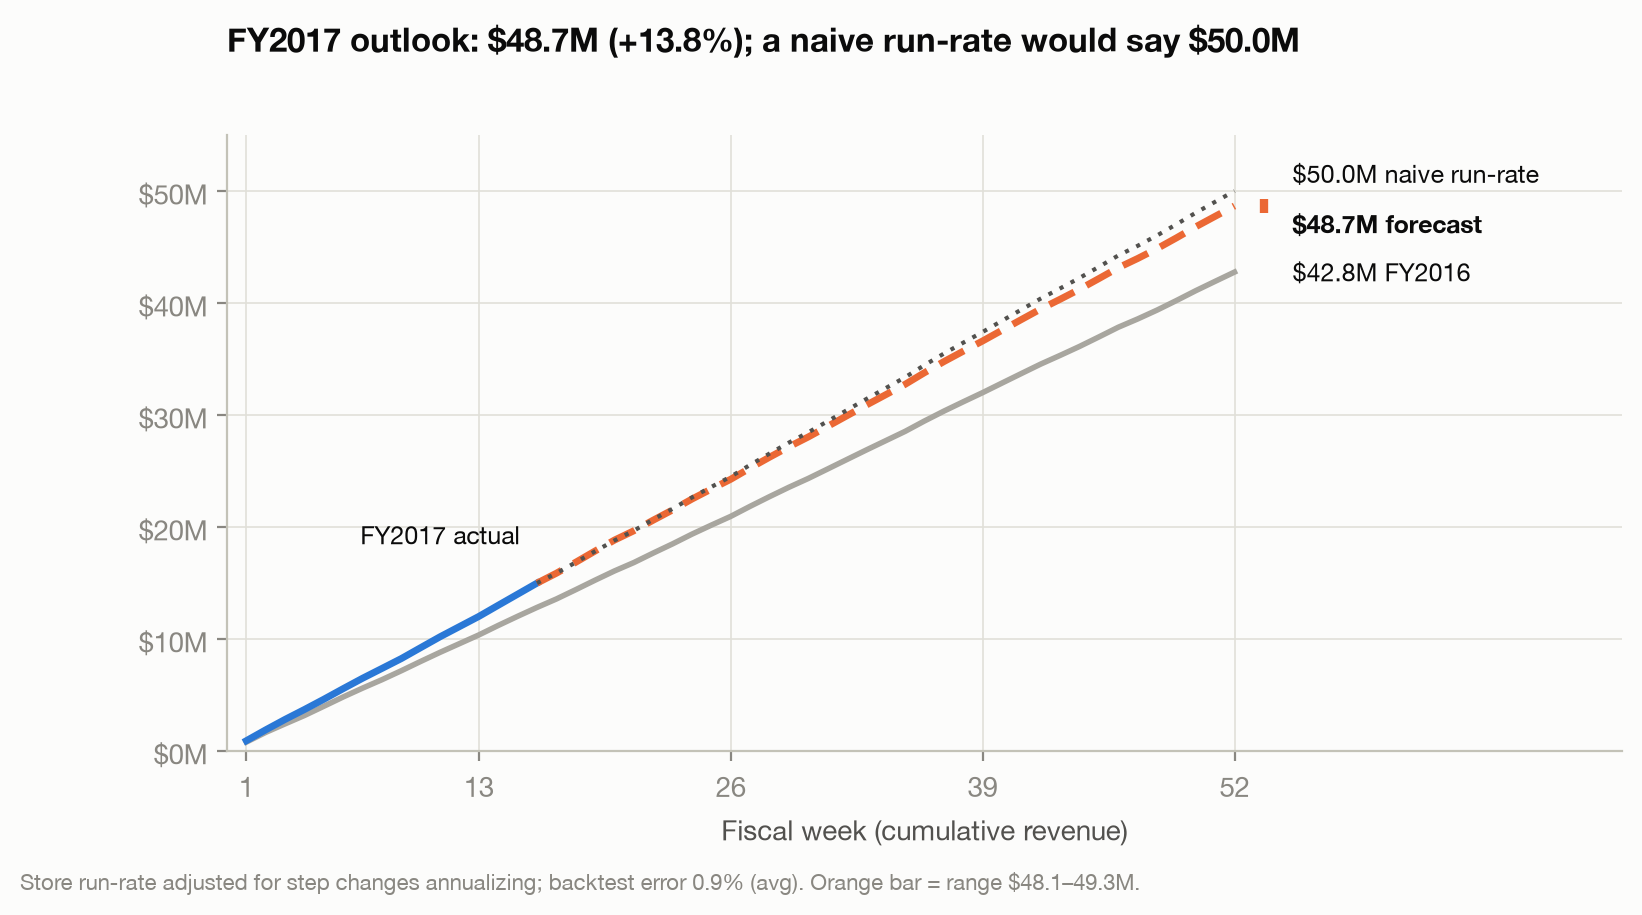 FY2017 outlook: $48.7M (+13.8%); a naive run-rate would say $50.0M
$50M
$40M
$30M
$20M
$10M
$0M
$50.0M naive run-rate
$48.7M forecast
$42.8M FY2016
FY2017 actual
1 13 26 39 52
Fiscal week (cumulative revenue)
Store run-rate adjusted for step changes annualizing; backtest error 0.9% (avg). Orange bar = range $48.1–49.3M.